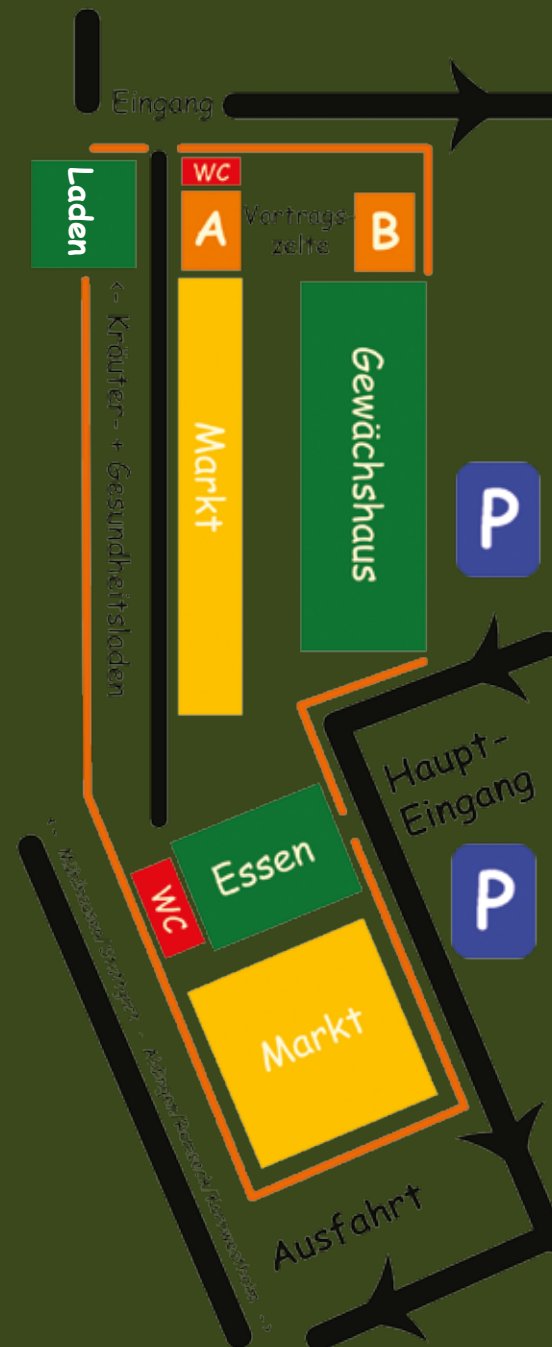 Eingang
WC
Laden
A
Vortrags-
zelte
B
<- Kräuter- + Gesundheitsladen
Markt
Gewächshaus
P
Haupt-
Eingang
P
Essen
WC
Markt
Ausfahrt